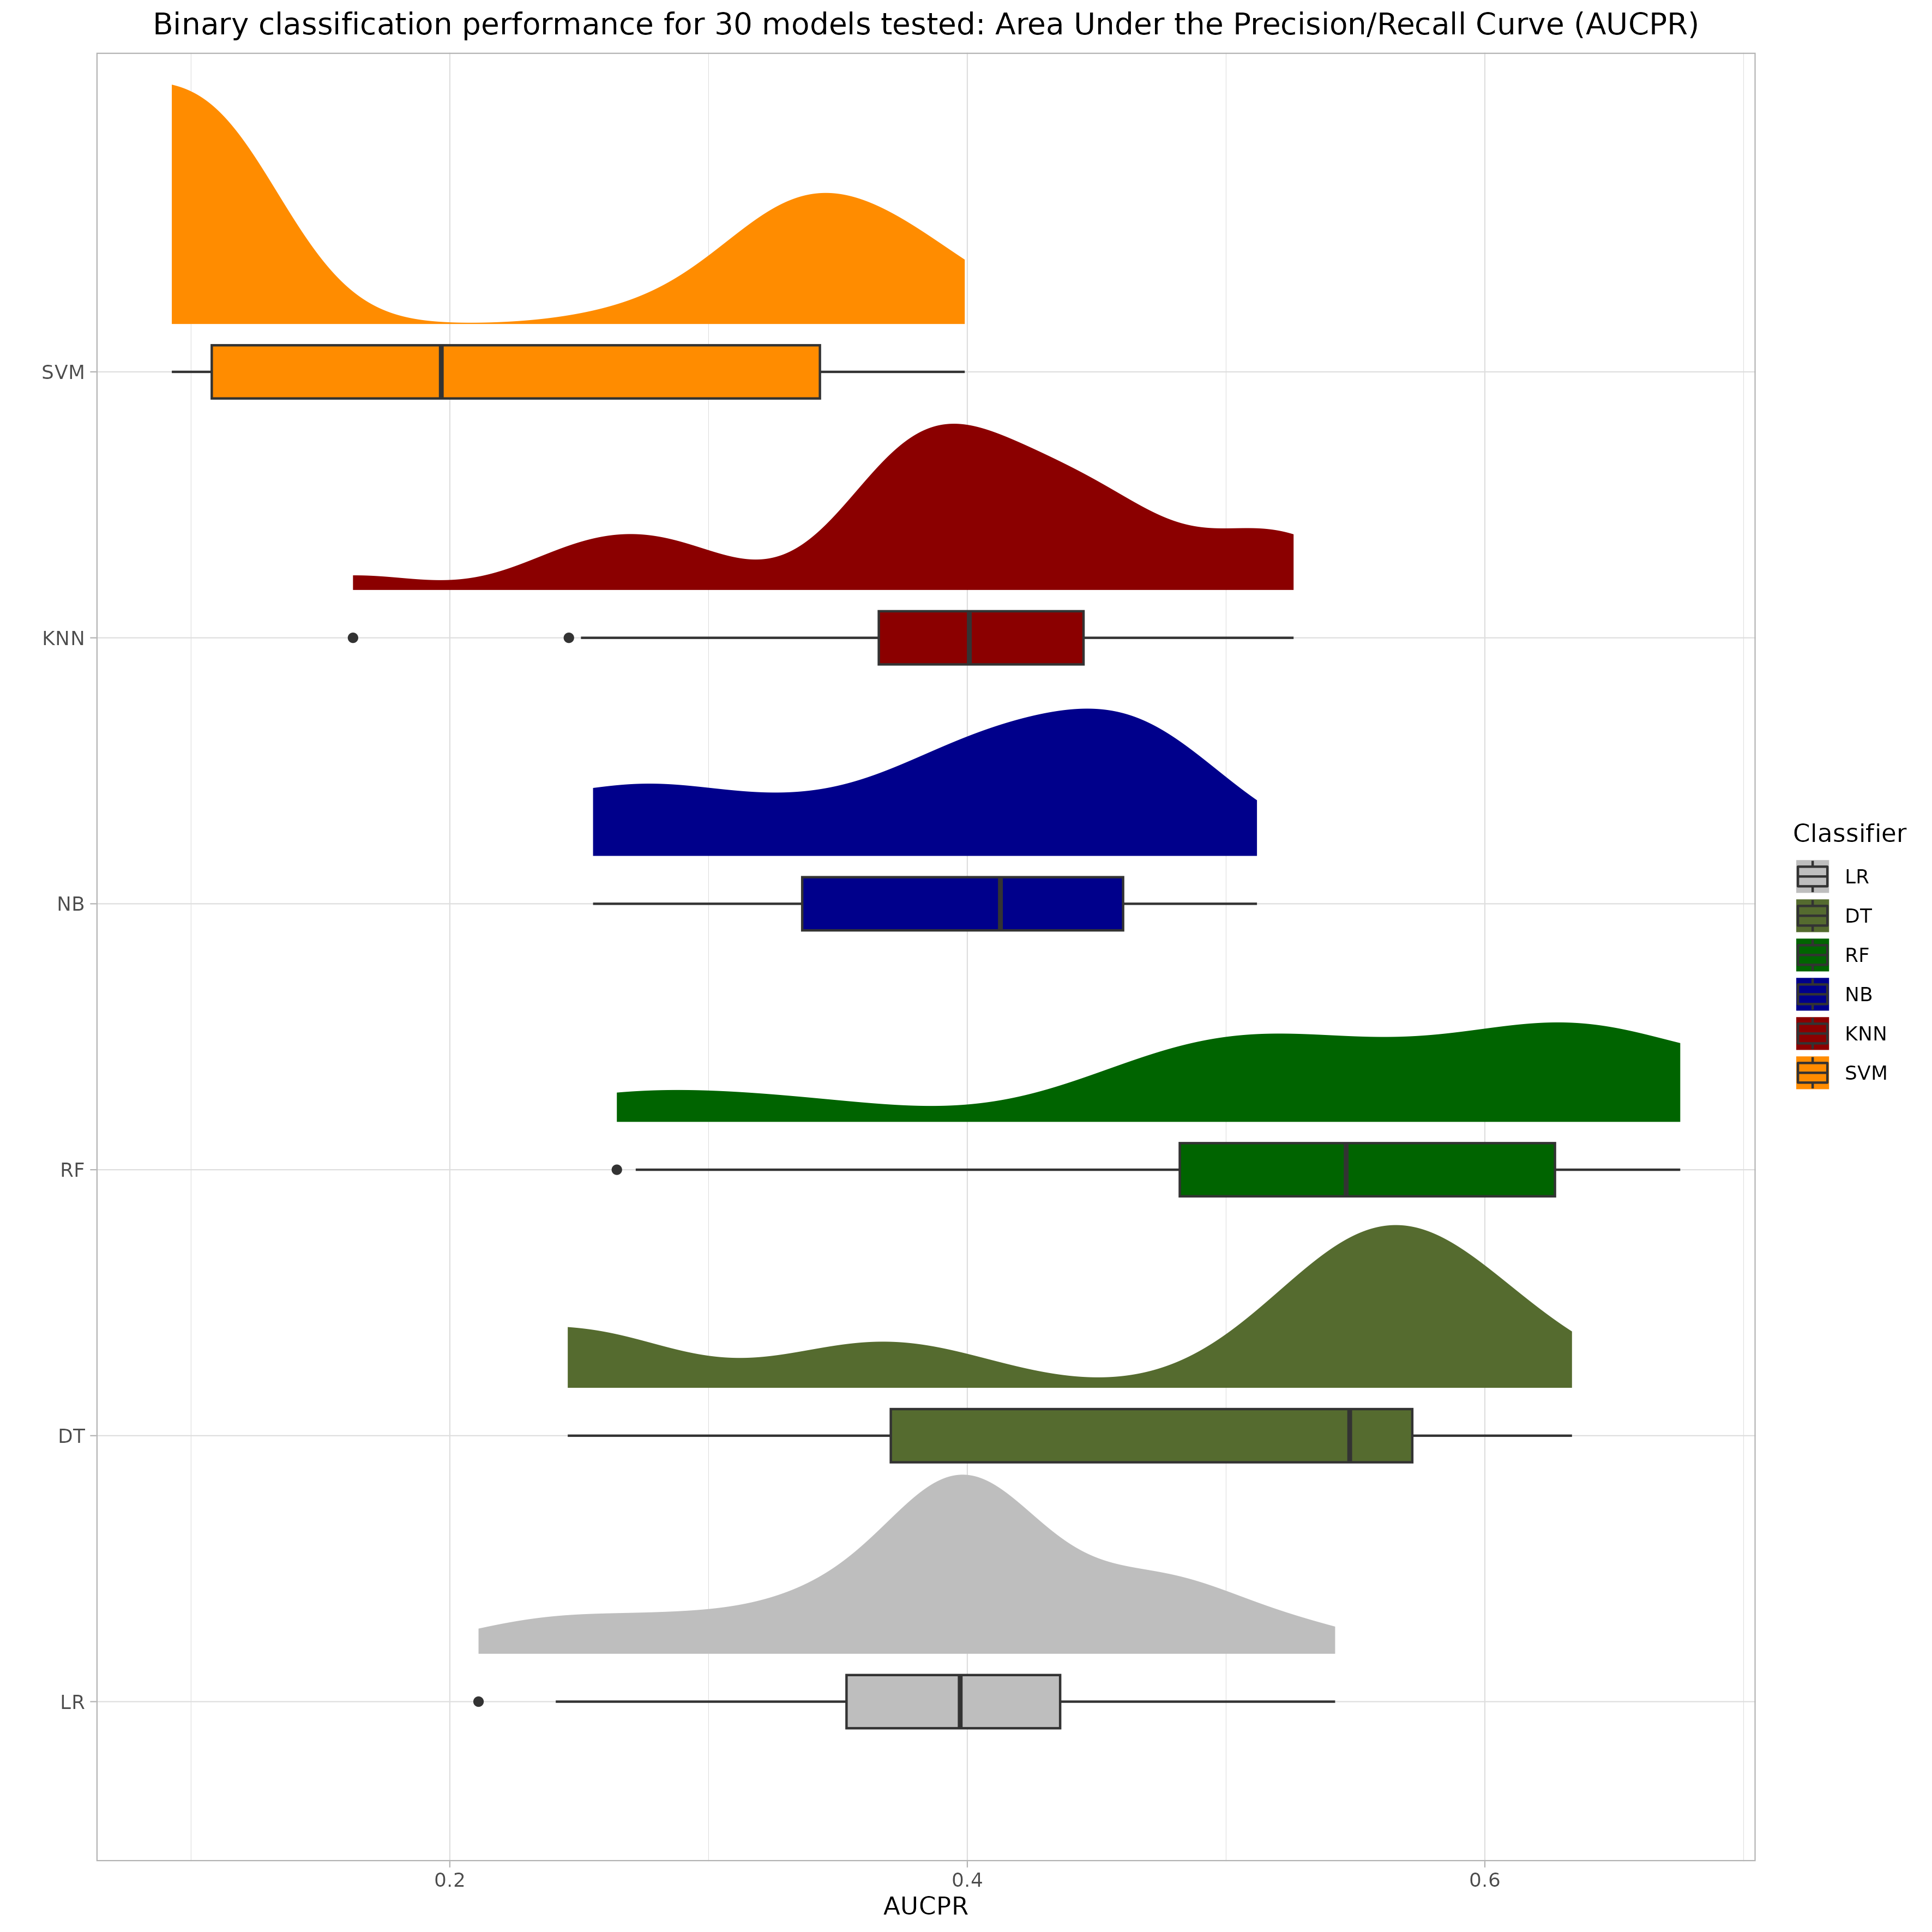 Binary classification performance for 30 models tested: Area Under the Precision/Recall Curve (AUCPR)
SVM
KNN
NB
RF
DT
LR
0.2 0.4 0.6
AUCPR
Classifier
LR
DT
RF
NB
KNN
SVM